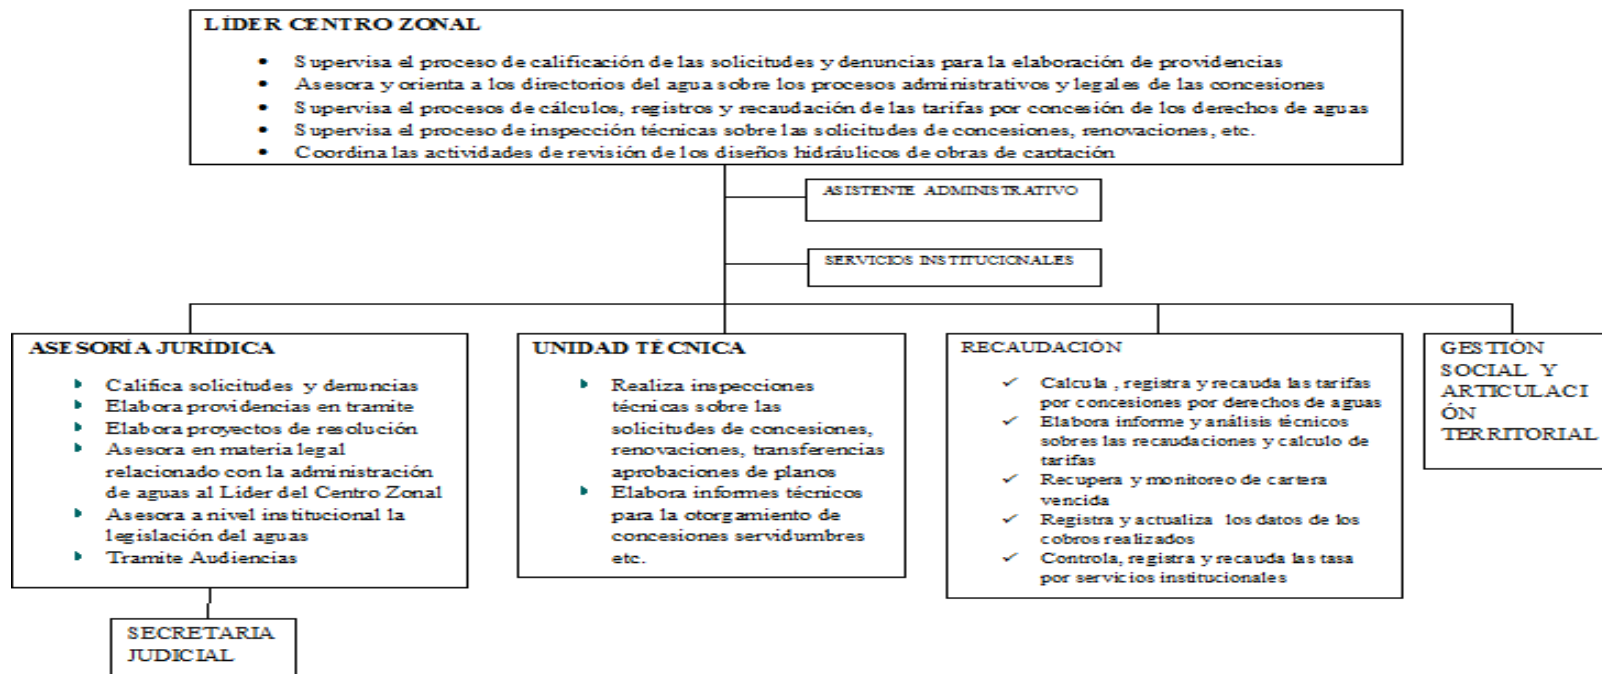 LÍDER CENTRO ZONAL
• Supervisa el proceso de calificación de las solicitudes y denuncias para la elaboración de providencias
• Asesora y orienta a los directorios del agua sobre los procesos administrativos y legales de las concesiones
• Supervisa el procesos de cálculos, registros y recaudación de las tarifas por concesión de los derechos de aguas
• Supervisa el proceso de inspección técnicas sobre las solicitudes de concesiones, renovaciones, etc.
• Coordina las actividades de revisión de los diseños hidráulicos de obras de captación
ASISTENTE ADMINISTRATIVO
SERVICIOS INSTITUCIONALES
ASESORÍA JURÍDICA
Califica solicitudes y denuncias
Elabora providencias en tramite
Elabora proyectos de resolución
Asesora en materia legal
relacionado con la administración
de aguas al Líder del Centro Zonal
Asesora a nivel institucional la
legislación del aguas
Tramite Audiencias
SECRETARIA
JUDICIAL
UNIDAD TÉCNICA
Realiza inspecciones
técnicas sobre las
solicitudes de concesiones,
renovaciones, transferencias
aprobaciones de planos
Elabora informes técnicos
para la otorgamiento de
concesiones servidumbres
etc.
RECAUDACIÓN
✓ Calcula , registra y recauda las tarifas
por concesiones por derechos de aguas
✓ Elabora informe y análisis técnicos
sobre las recaudaciones y calculo de
tarifas
✓ Recupera y monitoreo de cartera
vencida
✓ Registra y actualiza los datos de los
cobros realizados
✓ Controla, registra y recauda las tasa
por servicios institucionales
GESTIÓN
SOCIAL Y
ARTICULACI
ÓN
TERRITORIAL